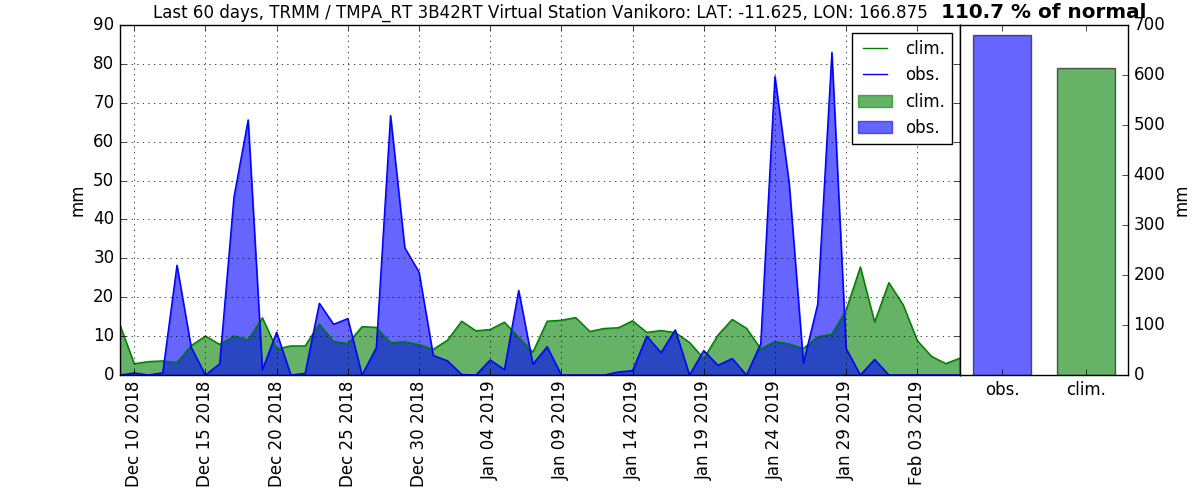 Last 60 days, TRMM / TMPA_RT 3B42RT Virtual Station Vanikoro: LAT: -11.625, LON: 166.875
110.7 % of normal
90
80
70
60
50
40
30
20
10
0
mm
clim.
obs.
clim.
obs.
Dec 10 2018
Dec 15 2018
Dec 20 2018
Dec 25 2018
Dec 30 2018
Jan 04 2019
Jan 09 2019
Jan 14 2019
Jan 19 2019
Jan 24 2019
Jan 29 2019
Feb 03 2019
700
600
500
400
300
200
100
0
mm
obs.
clim.